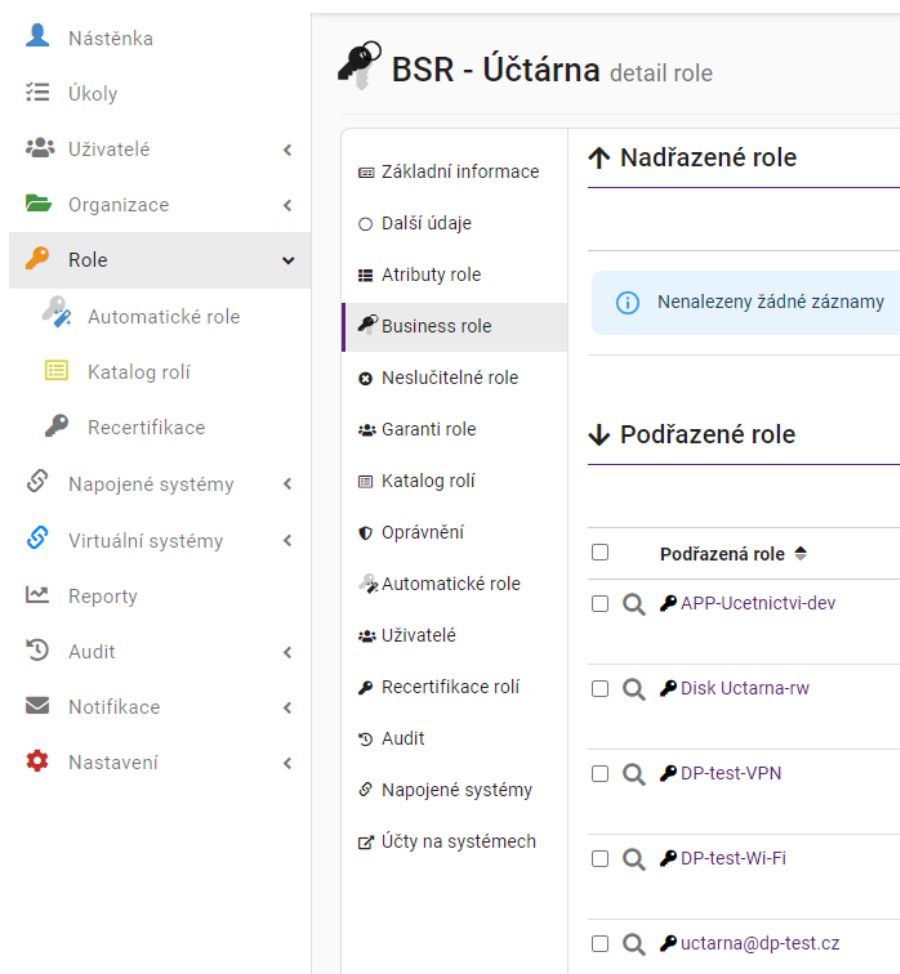 Nástěnka
Úkoly
Uživatelé
Organizace
Role
Automatické role
Katalog rolí
Recertifikace
Napojené systémy
Virtuální systémy
Reporty
Audit
Notifikace
Nastavení
BSR - Účtárna detail role
Základní informace
Další údaje
Atributy role
Business role
Neslučitelné role
Garanti role
Katalog rolí
Oprávnění
Automatické role
Uživatelé
Recertifikace rolí
Audit
Napojené systémy
Účty na systémech
Nadřazené role
Nenalezeny žádné záznamy
Podřazené role
Podřazená role
APP-Ucetnictvi-dev
Disk Uctarna-rw
DP-test-VPN
DP-test-Wi-Fi
uctarna@dp-test.cz